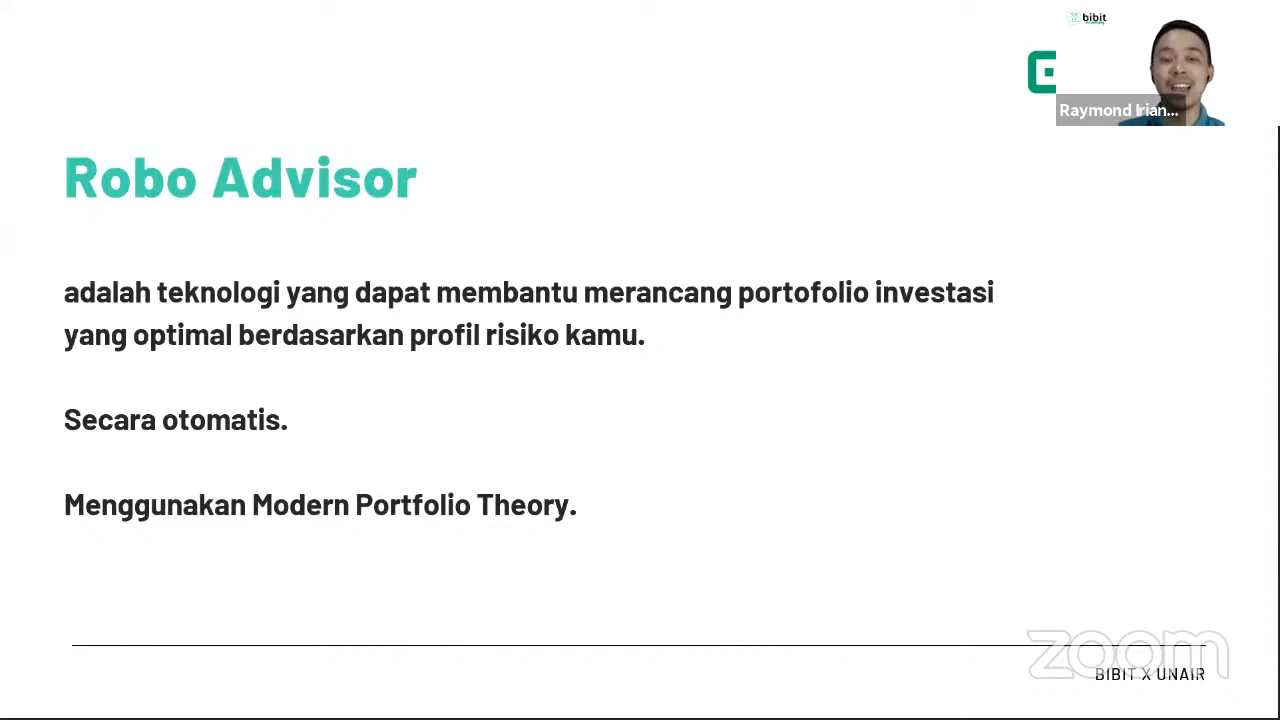 bibit
Raymond Irian...
Robo Advisor
adalah teknologi yang dapat membantu merancang portofolio investasi
yang optimal berdasarkan profil risiko kamu.
Secara otomatis.
Menggunakan Modern Portfolio Theory.
zoom
BIBIT X UNAIR